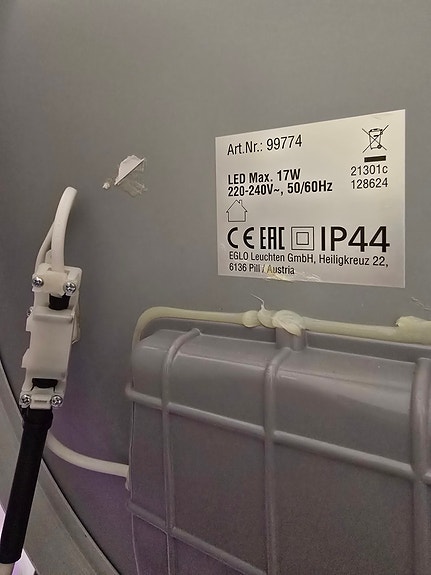 Art.Nr.: 99774
LED Max. 17W
220-240V~, 50/60Hz
21301c
128624
CE EAC IP44
EGLO Leuchten GmbH, Heiligkreuz 22,
6136 Pill / Austria